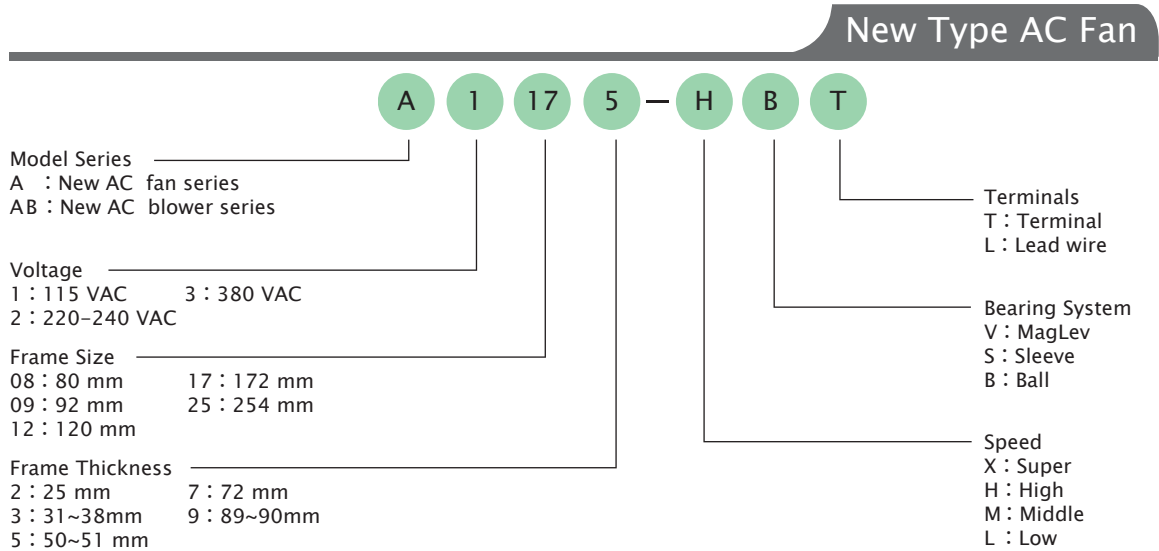 New Type AC Fan
A 1 17 5 - H B T
Model Series
A ：New AC fan series
AB：New AC blower series
Voltage
1：115 VAC 3：380 VAC
2：220-240 VAC
Frame Size
08：80 mm 17：172 mm
09：92 mm 25：254 mm
12：120 mm
Frame Thickness
2：25 mm 7：72 mm
3：31~38mm 9：89~90mm
5：50~51 mm
Terminals
T：Terminal
L：Lead wire
Bearing System
V：MagLev
S：Sleeve
B：Ball
Speed
X：Super
H：High
M：Middle
L：Low